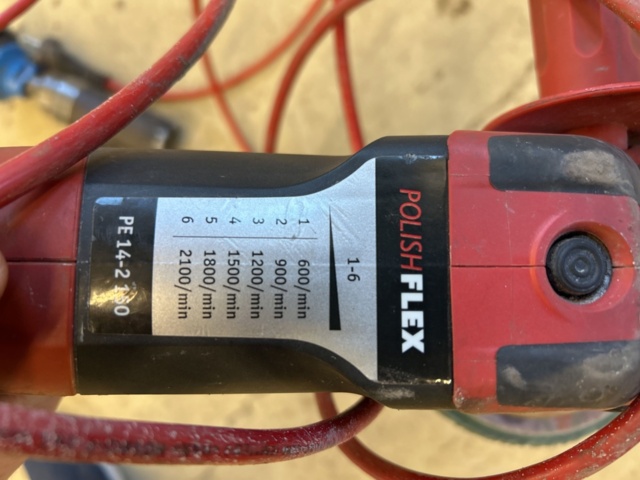 POLISHFLEX
1-6
1 600/min
2 900/min
3 1200/min
4 1500/min
5 1800/min
6 2100/min
PE 14-2 150